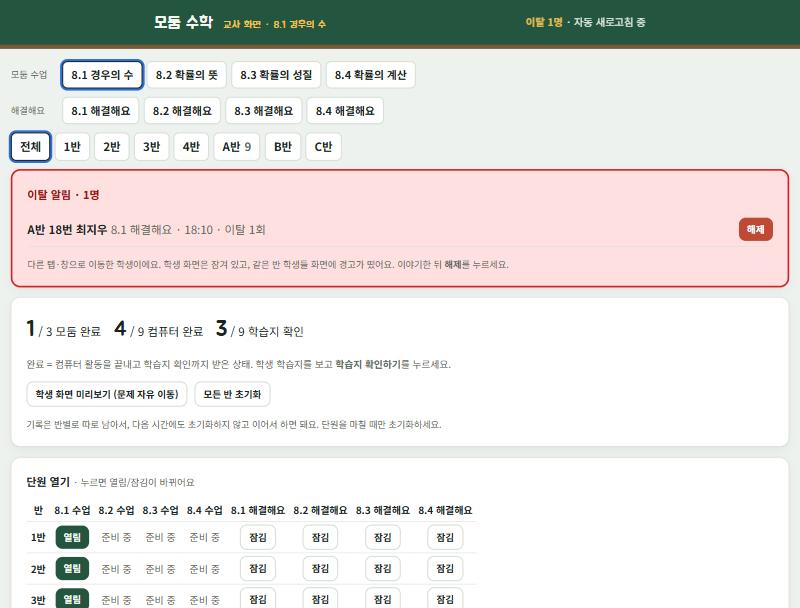 모둠 수학 교사 화면 · 8.1 경우의 수 이탈 1명 · 자동 새로고침 중
모둠 수업 8.1 경우의 수 8.2 확률의 뜻 8.3 확률의 성질 8.4 확률의 계산
해결해요 8.1 해결해요 8.2 해결해요 8.3 해결해요 8.4 해결해요
전체 1반 2반 3반 4반 A반 9 B반 C반
이탈 알림 · 1명
A반 18번 최지우 8.1 해결해요 · 18:10 · 이탈 1회 해제
다른 탭·창으로 이동한 학생이에요. 학생 화면은 잠겨 있고, 같은 반 학생들 화면에 경고가 떴어요. 이야기한 뒤 해제를 누르세요.
1 / 3 모둠 완료 4 / 9 컴퓨터 완료 3 / 9 학습지 확인
완료 = 컴퓨터 활동을 끝내고 학습지 확인까지 받은 상태. 학생 학습지를 보고 학습지 확인하기를 누르세요.
학생 화면 미리보기 (문제 자유 이동) 모든 반 초기화
기록은 반별로 따로 남아서, 다음 시간에도 초기화하지 않고 이어서 하면 돼요. 단원을 마칠 때만 초기화하세요.
단원 열기 · 누르면 열림/잠김이 바뀌어요
반 8.1 수업 8.2 수업 8.3 수업 8.4 수업 8.1 해결해요 8.2 해결해요 8.3 해결해요 8.4 해결해요
1반 열림 준비 중 준비 중 준비 중 잠김 잠김 잠김 잠김
2반 열림 준비 중 준비 중 준비 중 잠김 잠김 잠김 잠김
3반 열림 준비 중 준비 중 준비 중 잠김 잠김 잠김 잠김